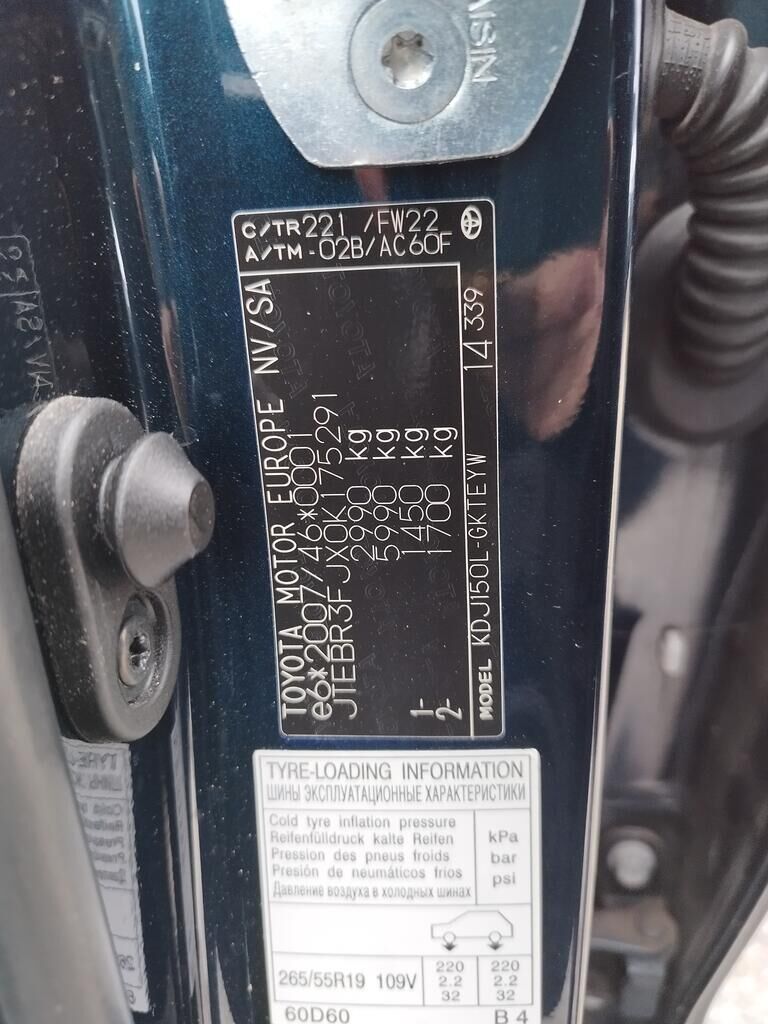 NISIN
C/TR 221 /FW22
A/TM -02B/AC60F
TOYOTA MOTOR EUROPE NV/SA
e6*2007/46*0001
JTEBR3FJX0K175291
2990 kg
5990 kg
1- 1450 kg
2- 1700 kg
MODEL KDJ150L-GKTEYW 14 339
TYRE-LOADING INFORMATION
ШИНЫ ЭКСПЛУАТАЦИОННЫЕ ХАРАКТЕРИСТИКИ
Cold tyre inflation pressure
Reifenfülldruck kalte Reifen
Pression des pneus froids
Presión de neumáticos frios
Давление воздуха в холодных шинах
kPa
bar
psi
265/55R19 109V
220 220
2.2 2.2
32 32
60D60 B 4